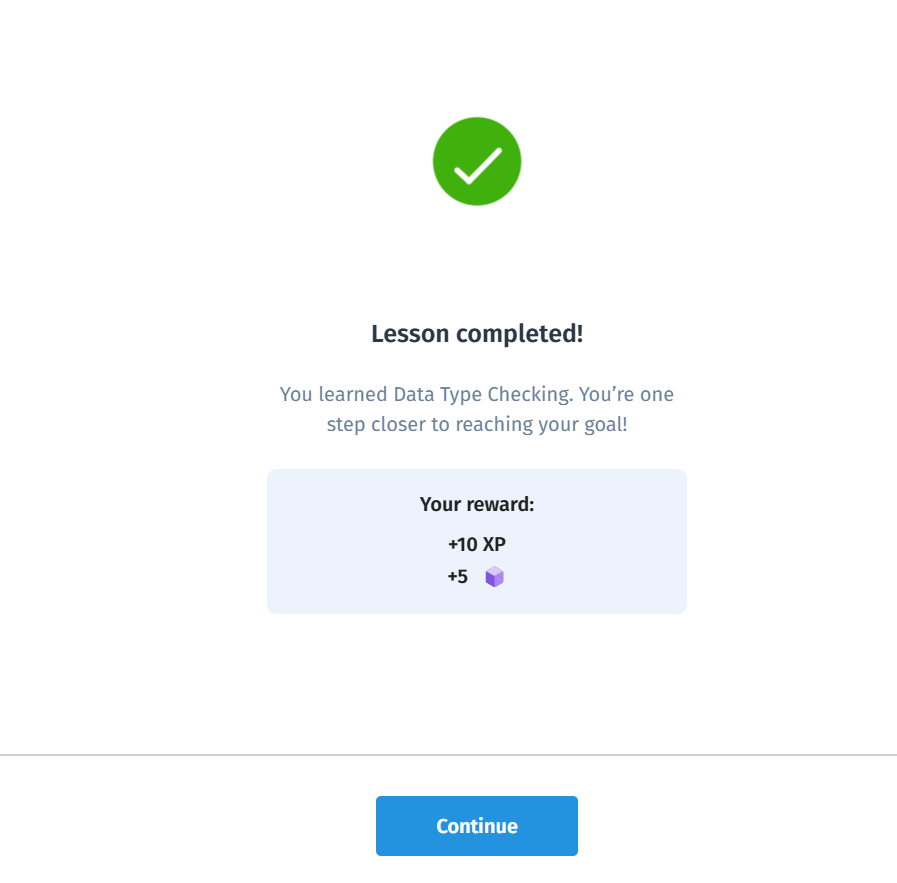 Lesson completed!
You learned Data Type Checking. You’re one
step closer to reaching your goal!
Your reward:
+10 XP
+5
Continue